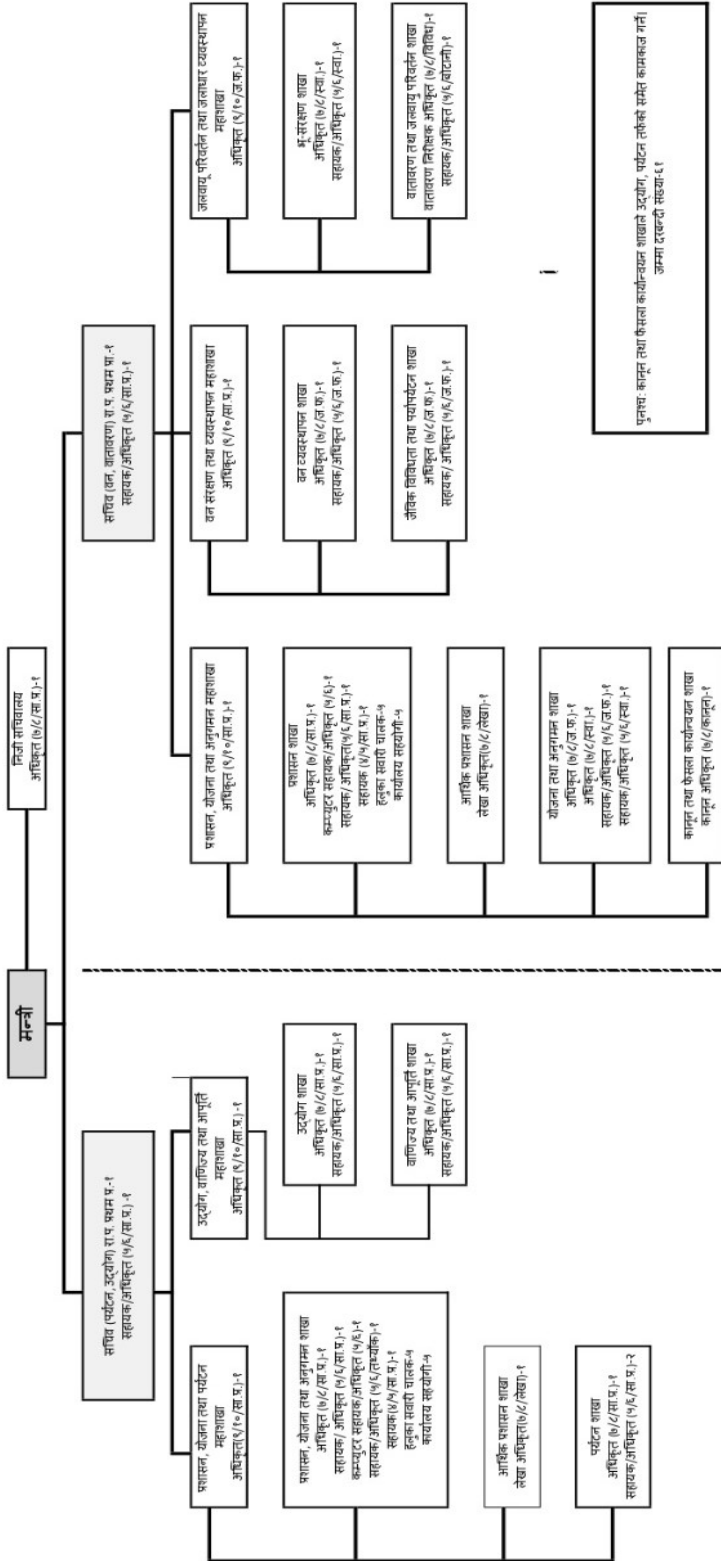 निजी सचिवालय
अधिकृत (७/८/सा.प्र.)-१
मन्त्री
सचिव (पर्यटन, उद्योग) रा.प. प्रथम प्र.-१
सहायक/अधिकृत (५/६/सा.प्र.) -१
सचिव (वन, वातावरण) रा.प. प्रथम प्रा.-१
सहायक/अधिकृत (५/६/सा.प्र.)-१
प्रशासन, योजना तथा पर्यटन
महाशाखा
अधिकृत(९/१०/सा.प्र.)-१
प्रशासन, योजना तथा अनुगमन शाखा
अधिकृत (७/८/सा.प्र.)-१
सहायक/ अधिकृत (५/६/सा.प्र.)-१
कम्प्युटर सहायक/अधिकृत (५/६)-१
सहायक/अधिकृत (५/६/तथ्यांक)-१
सहायक(४/५/सा.प्र.)-१
हलुका सवारी चालक-५
कार्यालय सहयोगी-५
आर्थिक प्रशासन शाखा
लेखा अधिकृत(७/८/लेखा)-१
पर्यटन शाखा
अधिकृत (७/८/सा.प्र.)-१
सहायक/अधिकृत (५/६/सा.प्र.)-२
उद्योग, वाणिज्य तथा आपूर्ति
महाशाखा
अधिकृत (९/१०/सा.प्र.)-१
उद्योग शाखा
अधिकृत (७/८/सा.प्र.)-१
सहायक/अधिकृत (५/६/सा.प्र.)-१
वाणिज्य तथा आपूर्ति शाखा
अधिकृत (७/८/सा.प्र.)-१
सहायक/अधिकृत (५/६/सा.प्र.)-१
प्रशासन, योजना तथा अनुगमन महाशाखा
अधिकृत (९/१०/सा.प्र.)-१
प्रशासन शाखा
अधिकृत (७/८/सा.प्र.)-१
कम्प्युटर सहायक/अधिकृत (५/६)-१
सहायक/ अधिकृत(५/६/सा.प्र.)-१
सहायक (४/५/सा.प्र.)-१
हलुका सवारी चालक-५
कार्यालय सहयोगी-५
आर्थिक प्रशासन शाखा
लेखा अधिकृत(७/८/लेखा)-१
योजना तथा अनुगमन शाखा
अधिकृत (७/८/ज.फ.)-१
अधिकृत (७/८/स्वा.)-१
सहायक/अधिकृत (५/६/ज.फ.)-१
सहायक/अधिकृत (५/६/स्वा.)-१
कानून तथा फैसला कार्यान्वयन शाखा
कानून अधिकृत (७/८/कानून)-१
वन संरक्षण तथा व्यवस्थापन महाशाखा
अधिकृत (९/१०/सा.प्र.)-१
वन व्यवस्थापन शाखा
अधिकृत (७/८/ज.फ.)-१
सहायक/अधिकृत (५/६/ज.फ.)-१
जैविक विविधता तथा पर्यापर्यटन शाखा
अधिकृत (७/८/ज.फ.)-१
सहायक/अधिकृत (५/६/ज.फ.)-१
जलवायु परिवर्तन तथा जलाधार व्यवस्थापन
महाशाखा
अधिकृत (९/१०/ज.फ.)-१
भू-संरक्षण शाखा
अधिकृत (७/८/स्वा.)-१
सहायक/अधिकृत (५/६/स्वा.)-१
वातावरण तथा जलवायु परिवर्तन शाखा
वातावरण निरीक्षक अधिकृत (७/८/विविध)-१
सहायक/अधिकृत (५/६/बोटानी)-१
पुनश्चः कानून तथा फैसला कार्यान्वयन शाखाले उद्योग, पर्यटन तर्फको समेत कामकाज गर्ने।
जम्मा दरबन्दी संख्या-६१